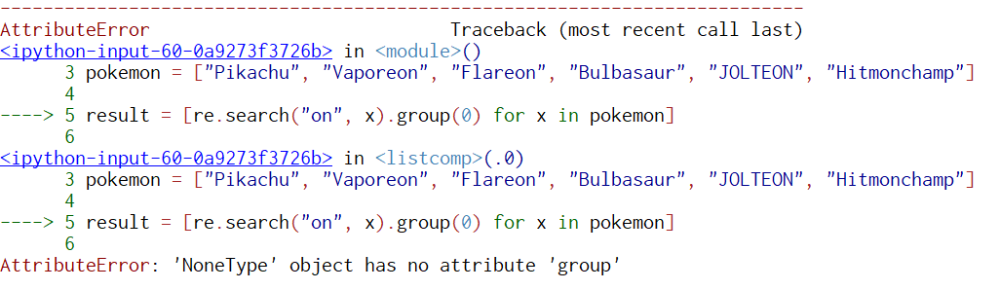 ---------------------------------------------------------------------------
AttributeError                            Traceback (most recent call last)
<ipython-input-60-0a9273f3726b> in <module>()
      3 pokemon = ["Pikachu", "Vaporeon", "Flareon", "Bulbasaur", "JOLTEON", "Hitmonchamp"]
      4
----> 5 result = [re.search("on", x).group(0) for x in pokemon]
      6
<ipython-input-60-0a9273f3726b> in <listcomp>(.0)
      3 pokemon = ["Pikachu", "Vaporeon", "Flareon", "Bulbasaur", "JOLTEON", "Hitmonchamp"]
      4
----> 5 result = [re.search("on", x).group(0) for x in pokemon]
      6
AttributeError: 'NoneType' object has no attribute 'group'